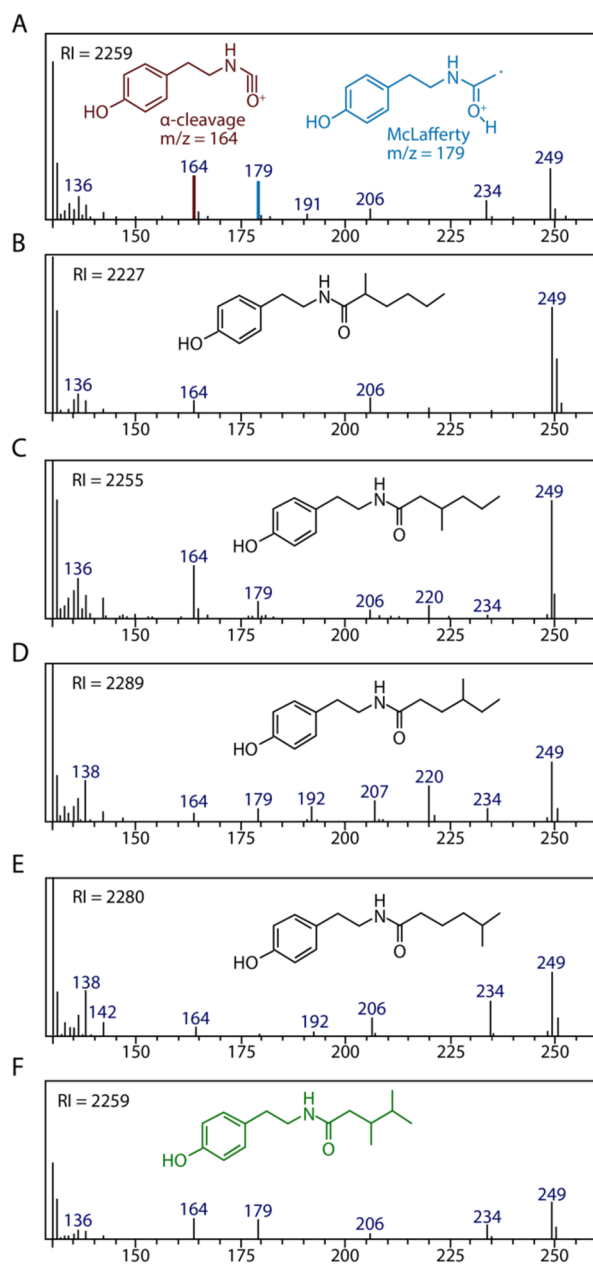 A
RI = 2259
H
N
O+
HO
α-cleavage
m/z = 164
H
N
O+
H
HO
McLafferty
m/z = 179
136 164 179 191 206 234 249
150 175 200 225 250
B
RI = 2227
N
H
O
HO
136 164 206 249
150 175 200 225 250
C
RI = 2255
H
N
O
HO
136 164 179 206 220 234 249
150 175 200 225 250
D
RI = 2289
H
N
O
HO
138 164 179 192 207 220 234 249
150 175 200 225 250
E
RI = 2280
H
N
O
HO
138 142 164 192 206 234 249
150 175 200 225 250
F
RI = 2259
H
N
O
HO
136 164 179 206 234 249
150 175 200 225 250